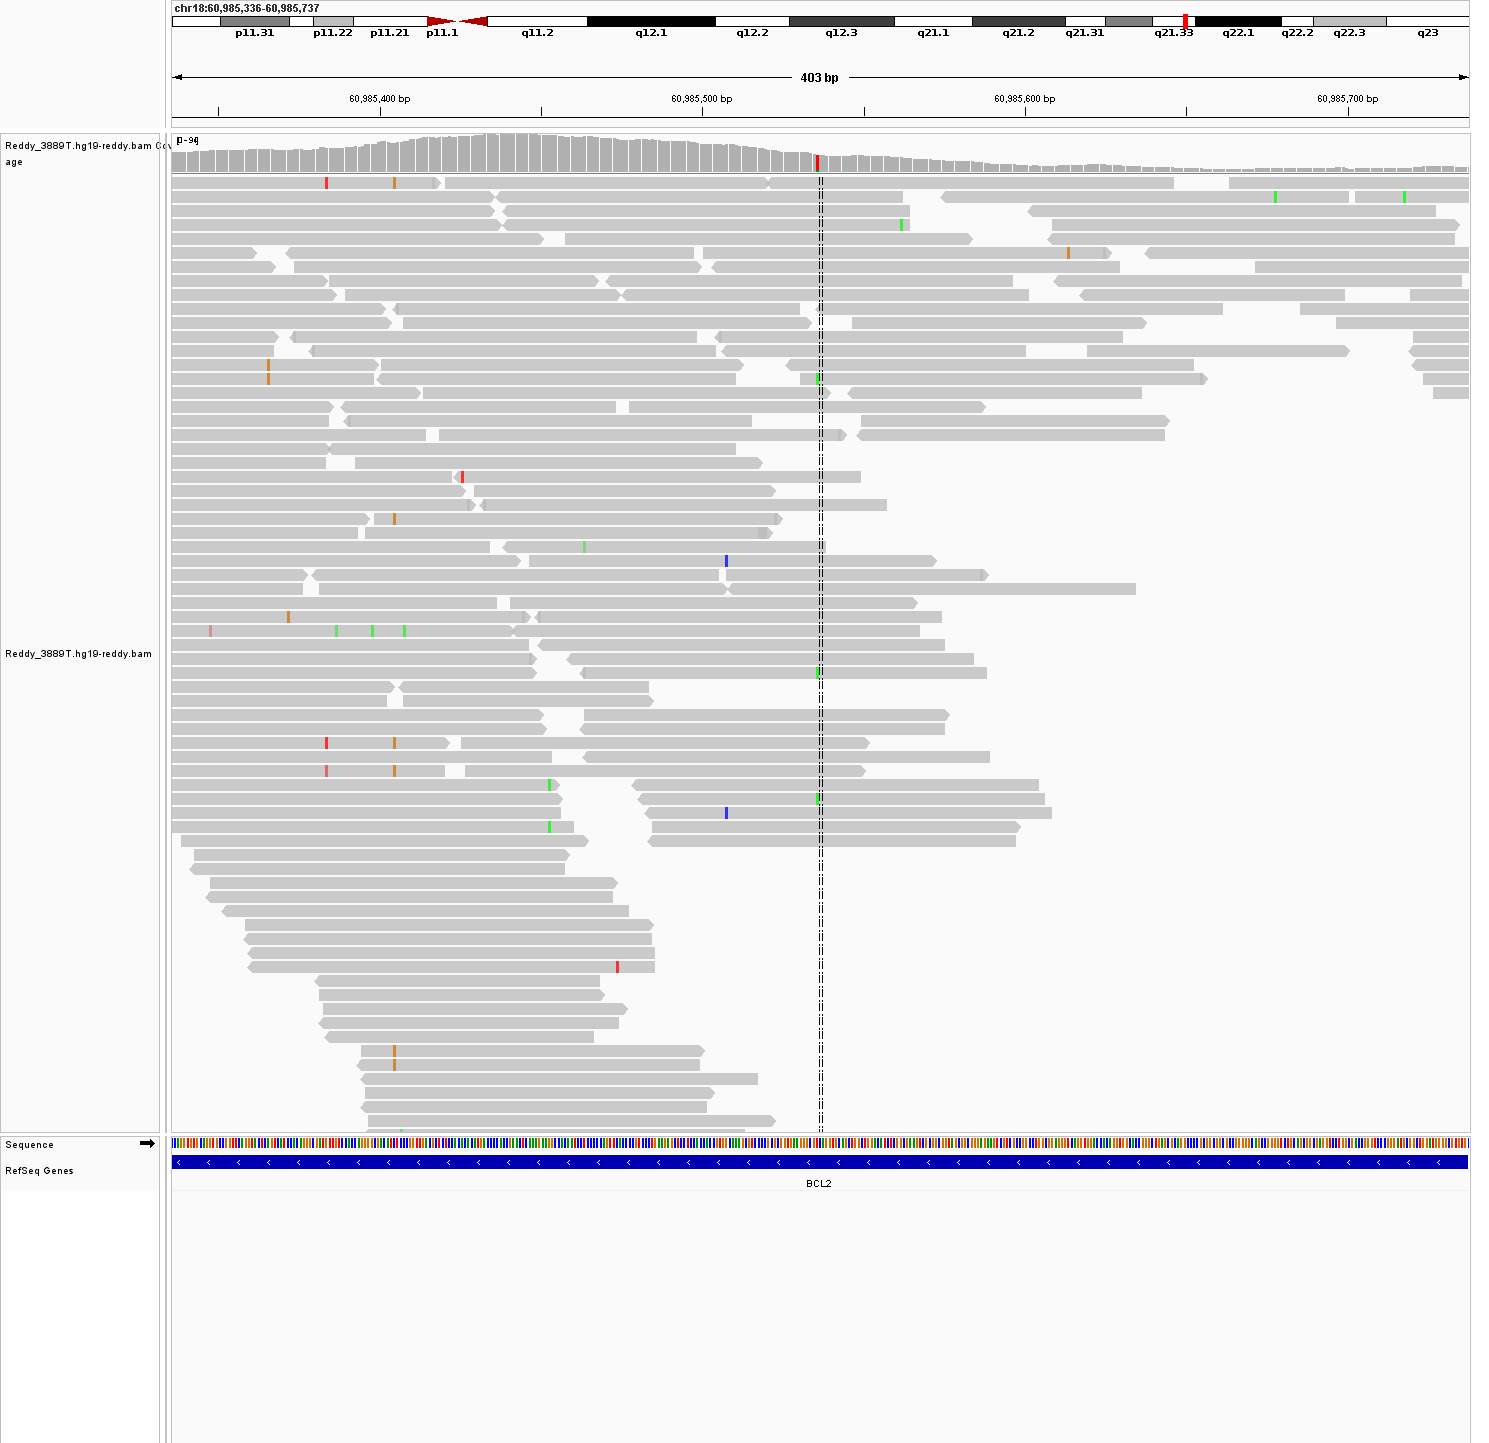 chr18:60,985,336-60,985,737
p11.31 p11.22 p11.21 p11.1 q11.2 q12.1 q12.2 q12.3 q21.1 q21.2 q21.31 q21.33 q22.1 q22.2 q22.3 q23
403 bp
60,985,400 bp 60,985,500 bp 60,985,600 bp 60,985,700 bp
[0-94]
Reddy_3889T.hg19-reddy.bam Cov
age
Reddy_3889T.hg19-reddy.bam
Sequence
RefSeq Genes
BCL2